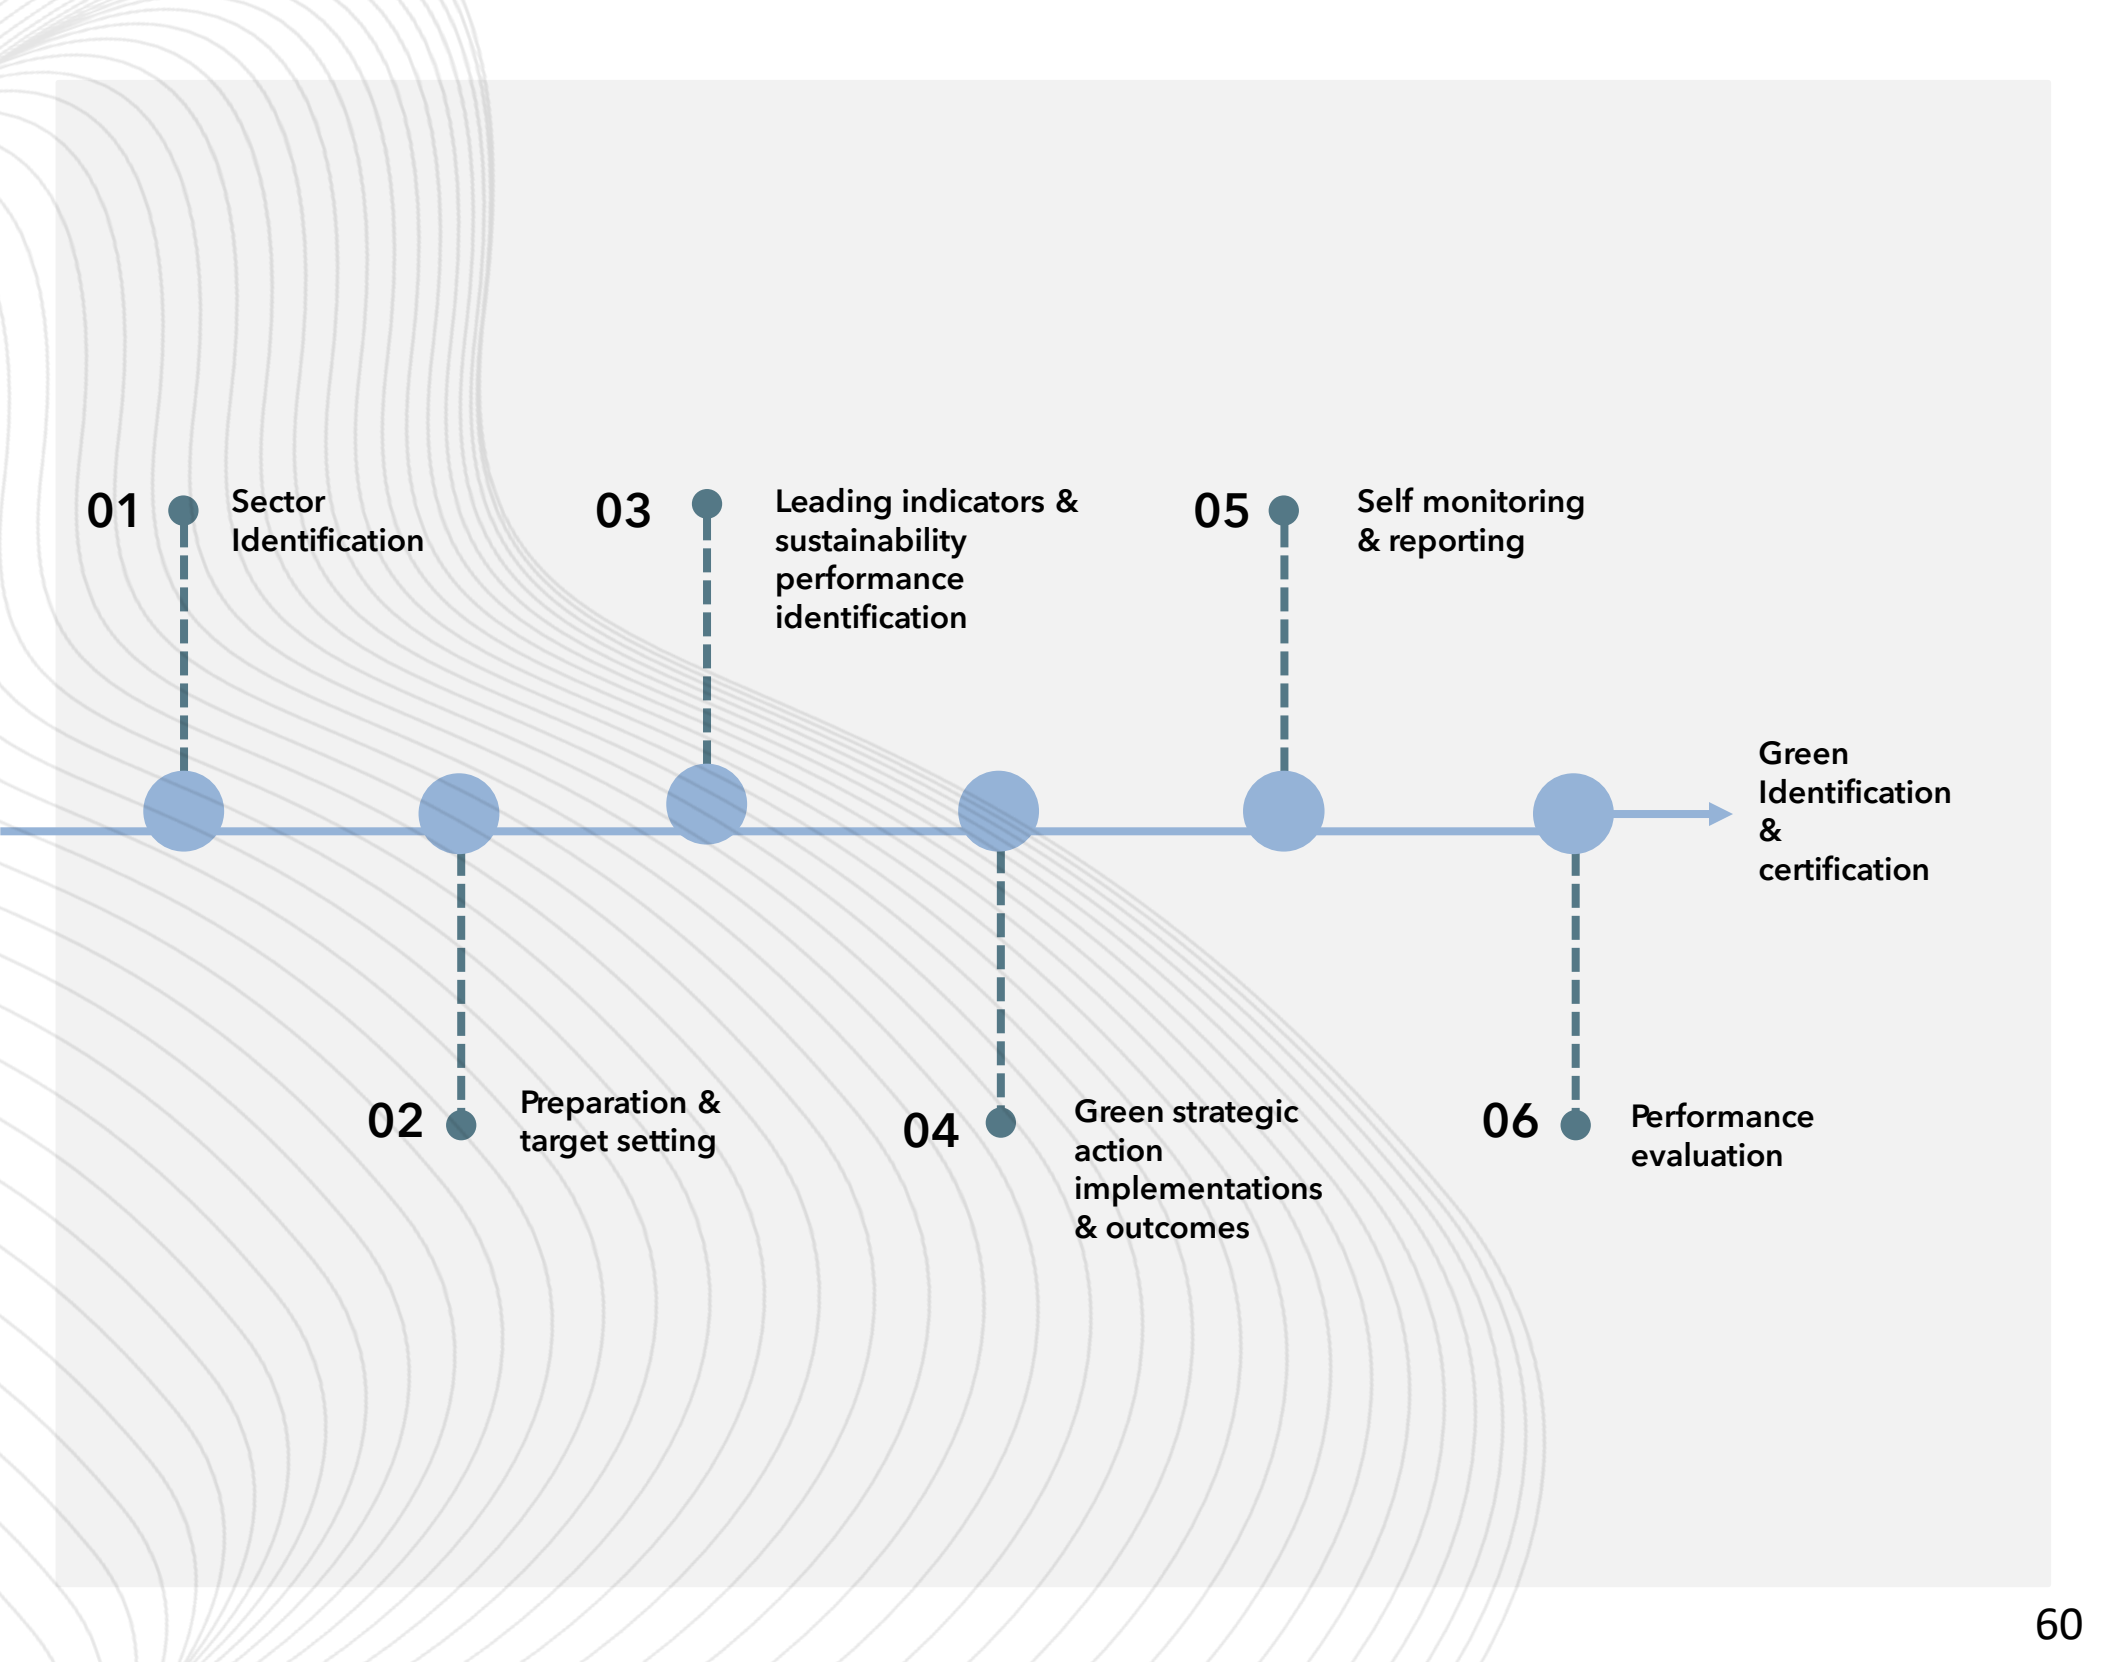 01
Sector
Identification
02
Preparation &
target setting
03
Leading indicators &
sustainability
performance
identification
04
Green strategic
action
implementations
& outcomes
05
Self monitoring
& reporting
06
Performance
evaluation
Green
Identification
&
certification
60